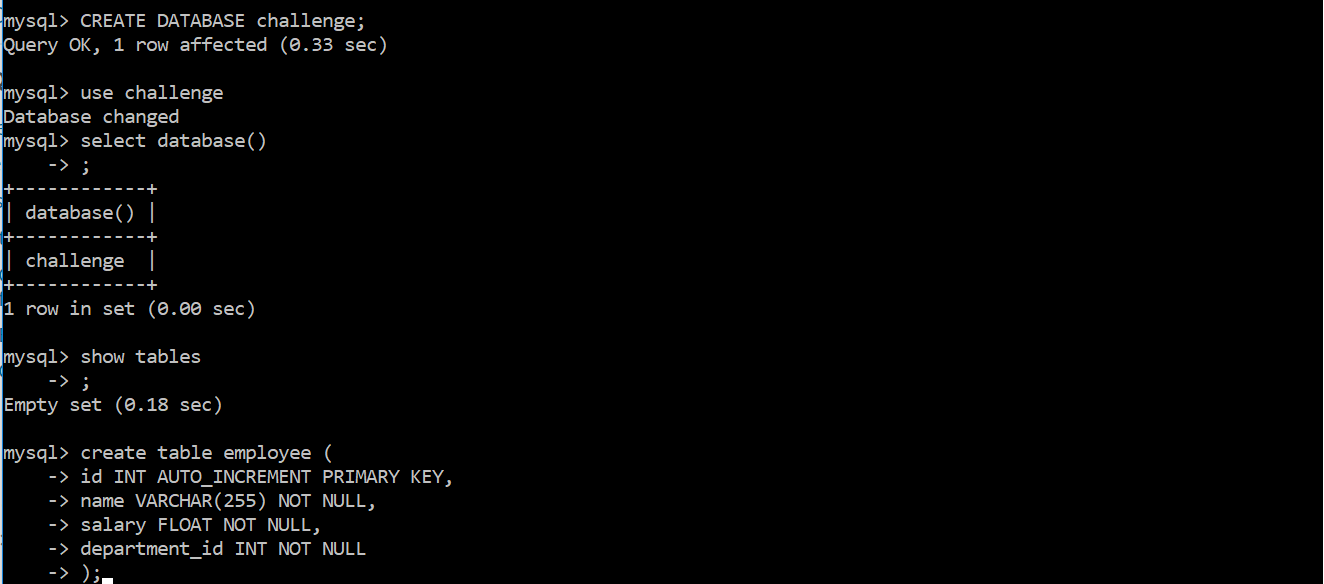 mysql> CREATE DATABASE challenge;
Query OK, 1 row affected (0.33 sec)
mysql> use challenge
Database changed
mysql> select database()
    -> ;
+------------+
| database() |
+------------+
| challenge  |
+------------+
1 row in set (0.00 sec)
mysql> show tables
    -> ;
Empty set (0.18 sec)
mysql> create table employee (
    -> id INT AUTO_INCREMENT PRIMARY KEY,
    -> name VARCHAR(255) NOT NULL,
    -> salary FLOAT NOT NULL,
    -> department_id INT NOT NULL
    -> );